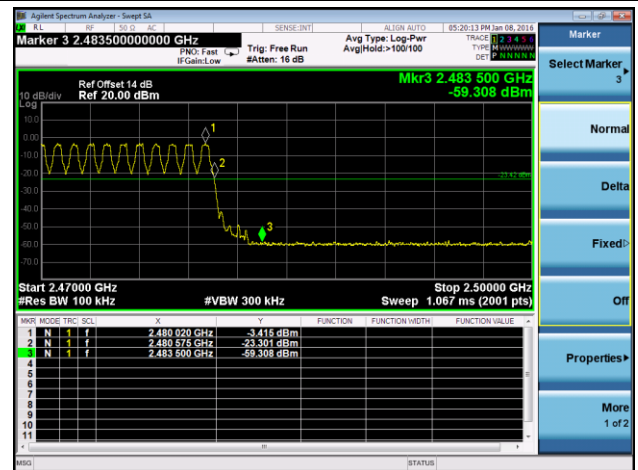 Agilent Spectrum Analyzer - Swept SA
RL RF 50 Ω AC SENSE:INT ALIGN AUTO 05:20:13 PM Jan 08, 2016
Marker 3 2.483500000000 GHz
PNO: Fast
IFGain:Low
Trig: Free Run
#Atten: 16 dB
Avg Type: Log-Pwr
Avg|Hold:>100/100
TRACE 1 2 3 4 5 6
TYPE M W W W W W
DET P N N N N N
Marker
Select Marker
3
Normal
Delta
Fixed
Off
Properties
More
1 of 2
Ref Offset 14 dB
10 dB/div Ref 20.00 dBm
Log
Mkr3 2.483 500 GHz
-59.308 dBm
10.0
0.00
-10.0
-20.0
-30.0
-40.0
-50.0
-60.0
-70.0
1
2
3
-23.42 dBm
Start 2.47000 GHz Stop 2.50000 GHz
#Res BW 100 kHz #VBW 300 kHz Sweep 1.067 ms (2001 pts)
MKR MODE TRC SCL X Y FUNCTION FUNCTION WIDTH FUNCTION VALUE
1 N 1 f 2.480 020 GHz -3.415 dBm
2 N 1 f 2.480 575 GHz -23.301 dBm
3 N 1 f 2.483 500 GHz -59.308 dBm
4
5
6
7
8
9
10
11
MSG STATUS